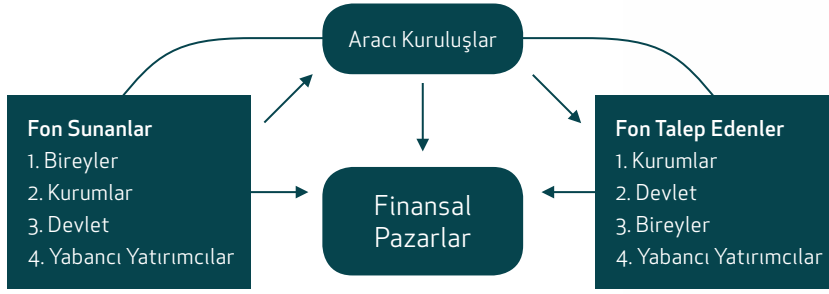 Aracı Kuruluşlar
Fon Sunanlar
1. Bireyler
2. Kurumlar
3. Devlet
4. Yabancı Yatırımcılar
Finansal
Pazarlar
Fon Talep Edenler
1. Kurumlar
2. Devlet
3. Bireyler
4. Yabancı Yatırımcılar